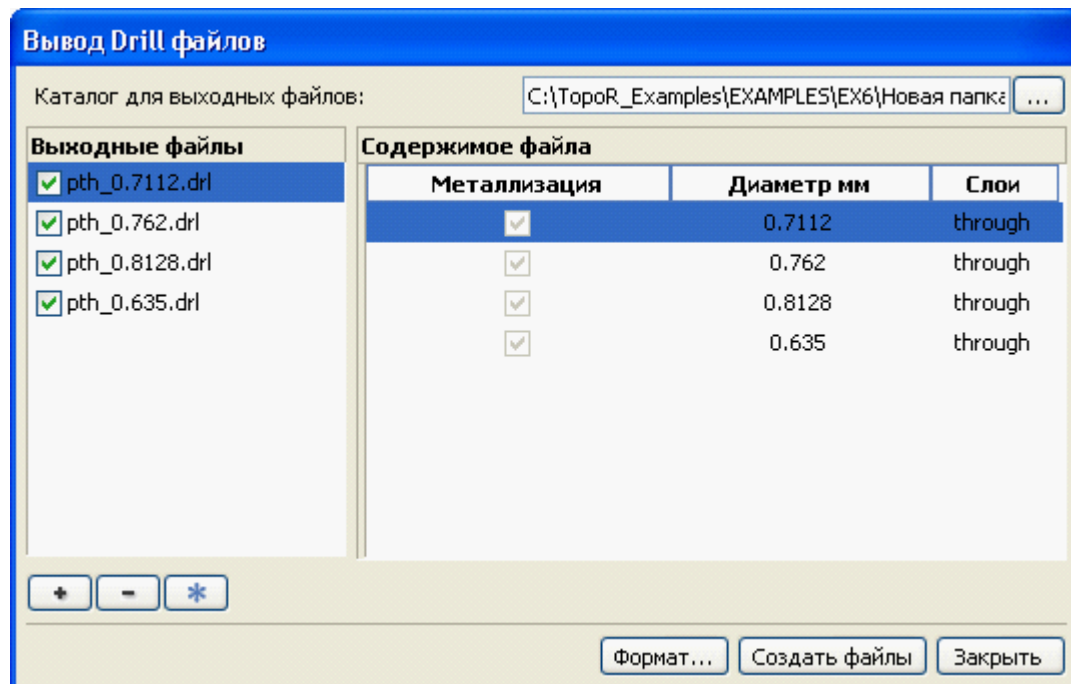 Вывод Drill файлов
Каталог для выходных файлов: C:\TopoR_Examples\EXAMPLES\EX6\Новая папка ...
Выходные файлы
pth_0.7112.drl
pth_0.762.drl
pth_0.8128.drl
pth_0.635.drl
Содержимое файла
Металлизация Диаметр мм Слои
0.7112 through
0.762 through
0.8128 through
0.635 through
+ - *
Формат... Создать файлы Закрыть